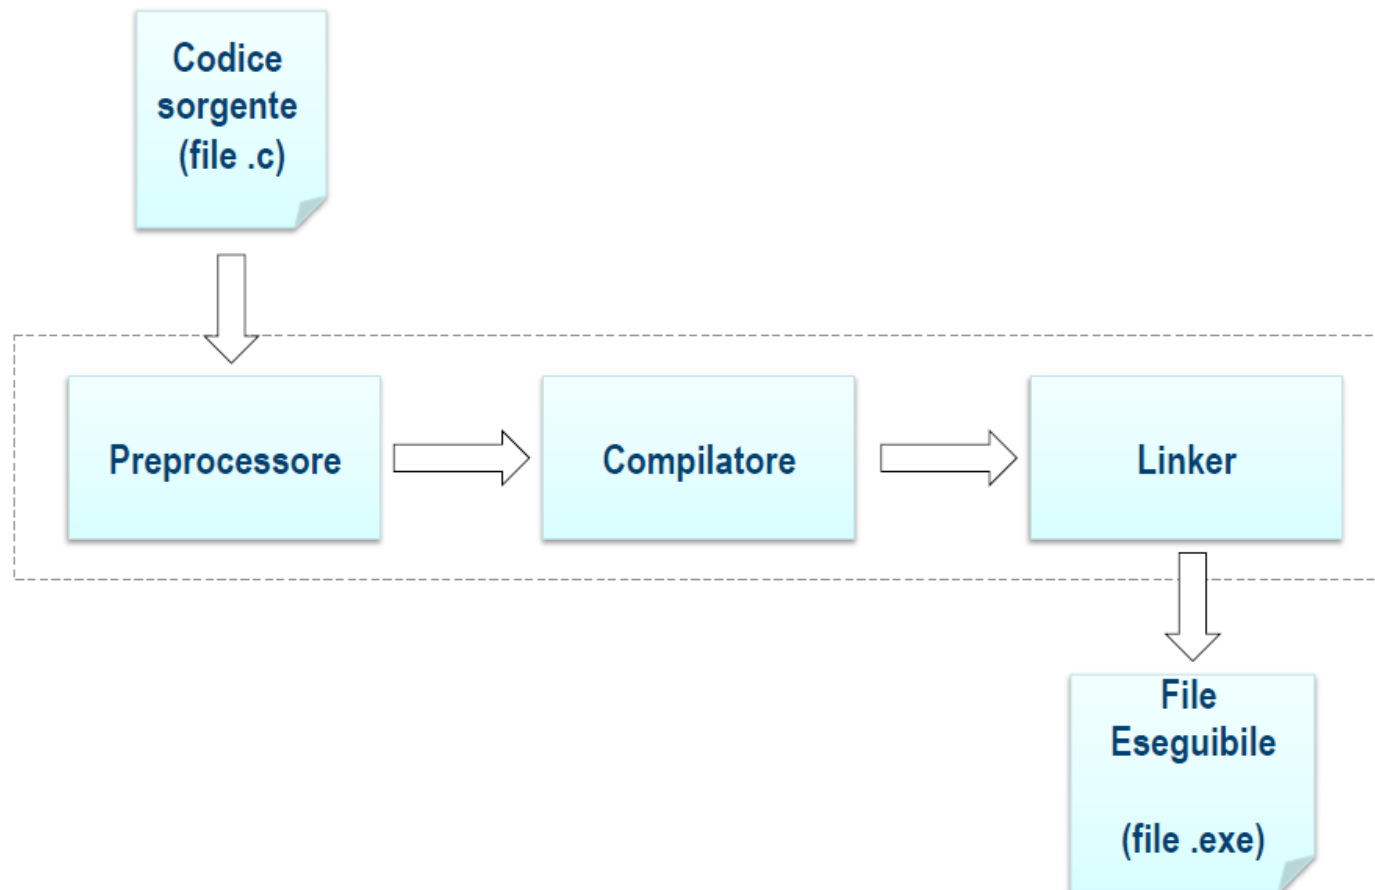 Codice
sorgente
(file .c)
Preprocessore
Compilatore
Linker
File
Eseguibile
(file .exe)